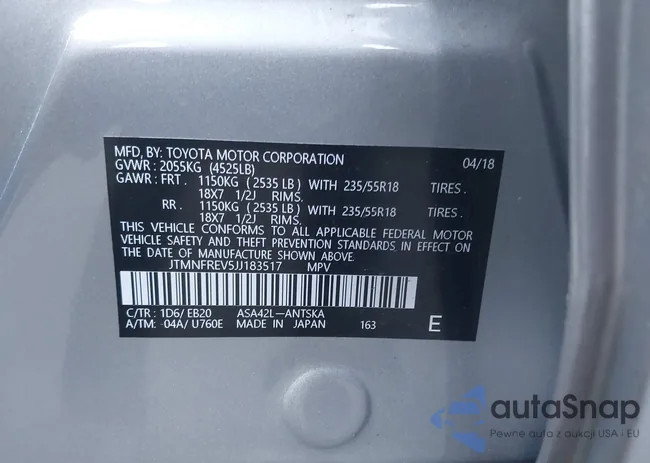 MFD, BY: TOYOTA MOTOR CORPORATION 04/18
GVWR : 2055KG (4525LB)
GAWR : FRT. 1150KG ( 2535 LB ) WITH 235/55R18 TIRES.
18X7 1/2J RIMS.
RR . 1150KG ( 2535 LB ) WITH 235/55R18 TIRES.
18X7 1/2J RIMS.
THIS VEHICLE CONFORMS TO ALL APPLICABLE FEDERAL MOTOR
VEHICLE SAFETY AND THEFT PREVENTION STANDARDS IN EFFECT
ON THE DATE OF MANUFACTURE SHOWN ABOVE.
JTMNFREV5JJ183517 MPV
C/TR : 1D6 / EB20 ASA42L—ANTSKA
A/TM: -04A/ U760E MADE IN JAPAN 163 E
autaSnap
Pewne auta z aukcji USA i EU